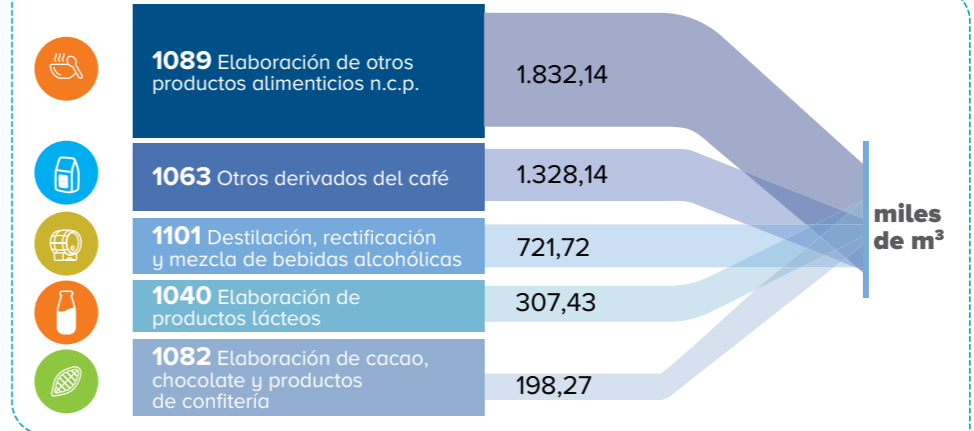 1089 Elaboración de otros
productos alimenticios n.c.p.
1.832,14
1063 Otros derivados del café
1.328,14
1101 Destilación, rectificación
y mezcla de bebidas alcohólicas
721,72
1040 Elaboración de
productos lácteos
307,43
1082 Elaboración de cacao,
chocolate y productos
de confitería
198,27
miles
de m³